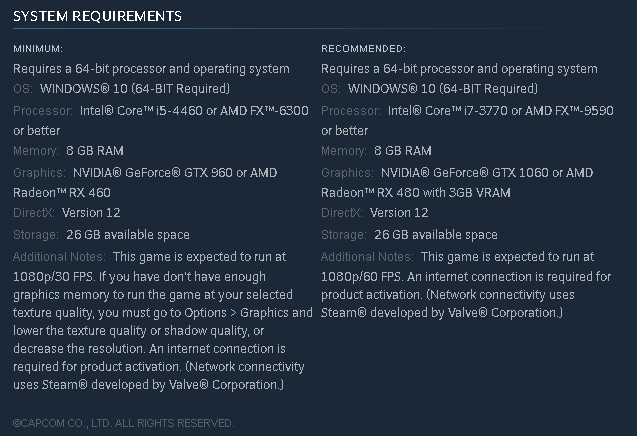 SYSTEM REQUIREMENTS
MINIMUM:
Requires a 64-bit processor and operating system
OS: WINDOWS® 10 (64-BIT Required)
Processor: Intel® Core™ i5-4460 or AMD FX™-6300
or better
Memory: 8 GB RAM
Graphics: NVIDIA® GeForce® GTX 960 or AMD
Radeon™ RX 460
DirectX: Version 12
Storage: 26 GB available space
Additional Notes: This game is expected to run at
1080p/30 FPS. If you have don't have enough
graphics memory to run the game at your selected
texture quality, you must go to Options > Graphics and
lower the texture quality or shadow quality, or
decrease the resolution. An internet connection is
required for product activation. (Network connectivity
uses Steam® developed by Valve® Corporation.)
RECOMMENDED:
Requires a 64-bit processor and operating system
OS: WINDOWS® 10 (64-BIT Required)
Processor: Intel® Core™ i7-3770 or AMD FX™-9590
or better
Memory: 8 GB RAM
Graphics: NVIDIA® GeForce® GTX 1060 or AMD
Radeon™ RX 480 with 3GB VRAM
DirectX: Version 12
Storage: 26 GB available space
Additional Notes: This game is expected to run at
1080p/60 FPS. An internet connection is required for
product activation. (Network connectivity uses
Steam® developed by Valve® Corporation.)
©CAPCOM CO., LTD. ALL RIGHTS RESERVED.